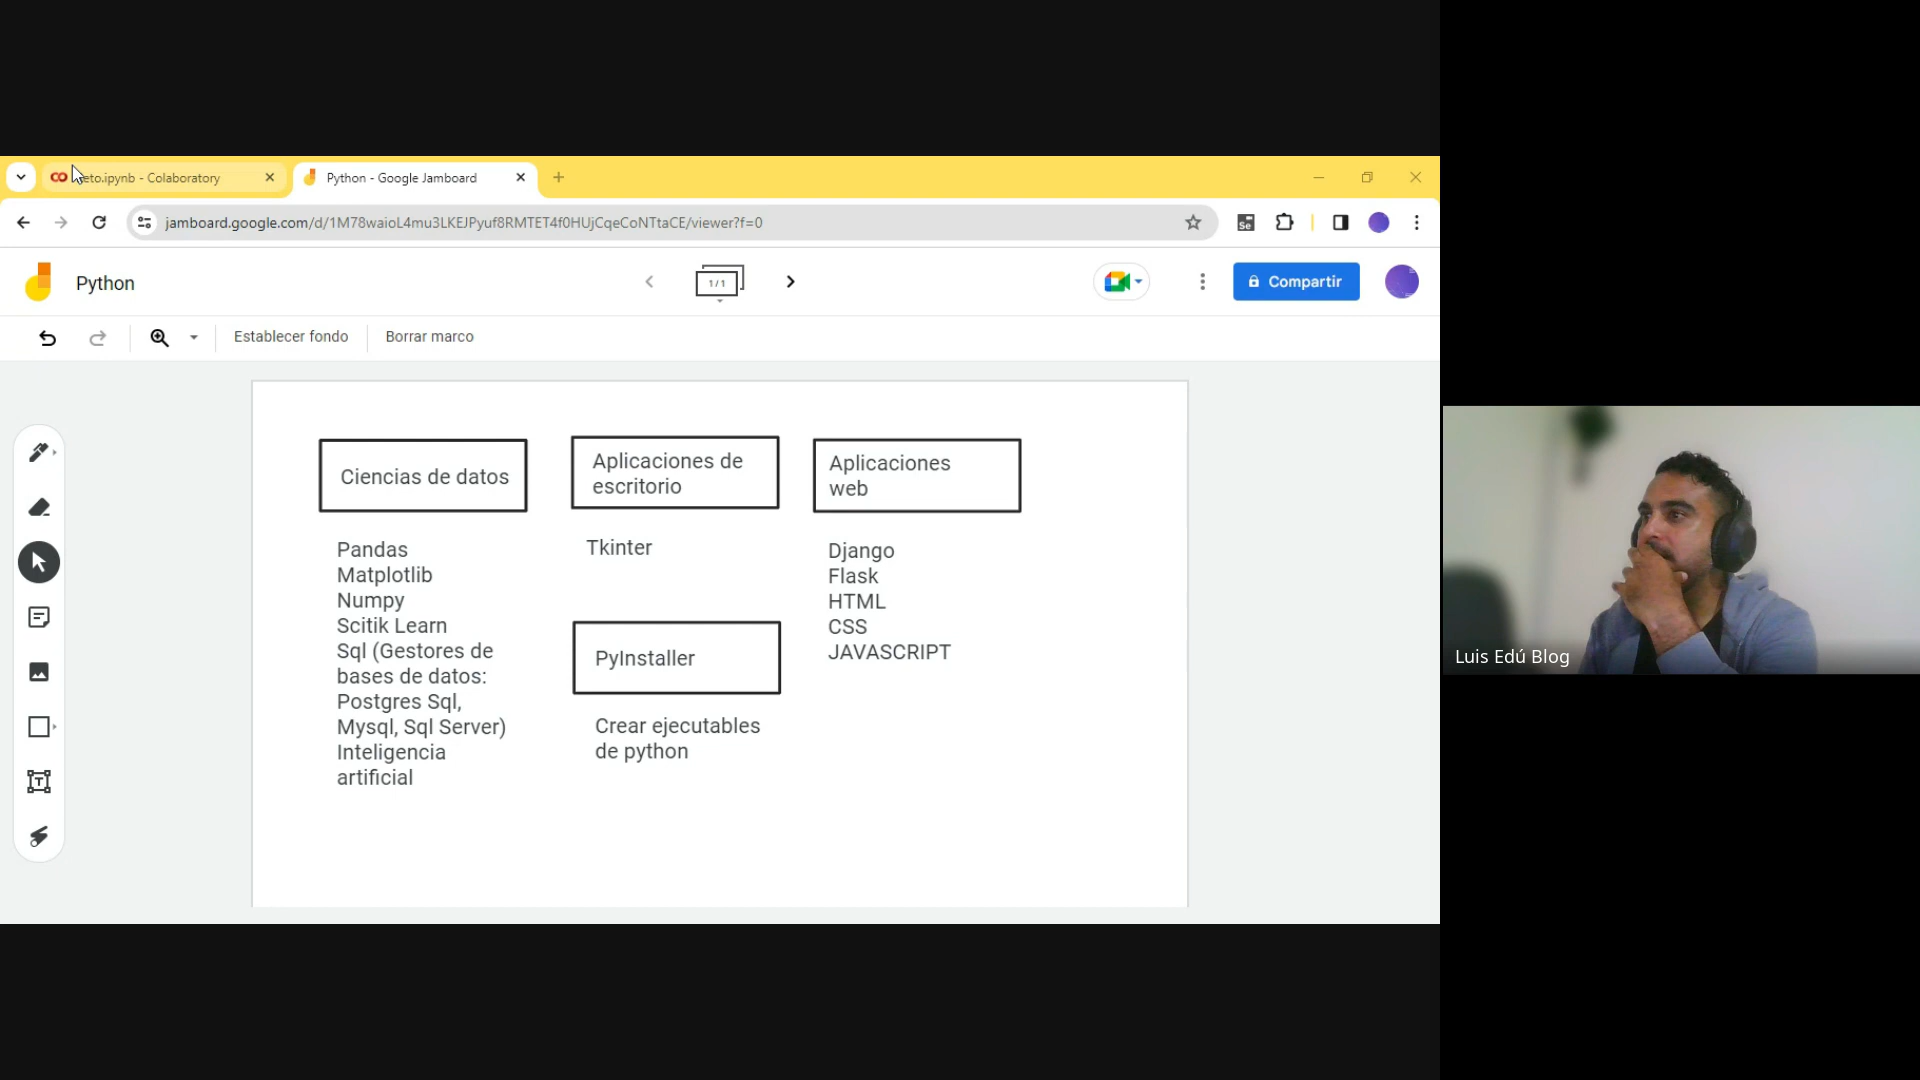 eto.ipynb - Colaboratory
Python - Google Jamboard
jamboard.google.com/d/1M78waioL4mu3LKEJPyuf8RMTET4f0HUjCqeCoNTtaCE/viewer?f=0
Se
Python
1/1
Compartir
Establecer fondo
Borrar marco
Ciencias de datos
Pandas
Matplotlib
Numpy
Scitik Learn
Sql (Gestores de
bases de datos:
Postgres Sql,
Mysql, Sql Server)
Inteligencia
artificial
Aplicaciones de
escritorio
Tkinter
PyInstaller
Crear ejecutables
de python
Aplicaciones
web
Django
Flask
HTML
CSS
JAVASCRIPT
Luis Edú Blog